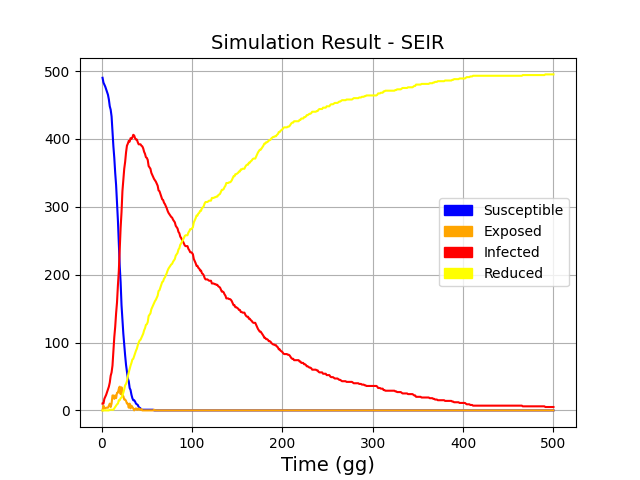 Simulation Result - SEIR
500
400
300
200
100
0
Susceptible
Exposed
Infected
Reduced
0 100 200 300 400 500
Time (gg)